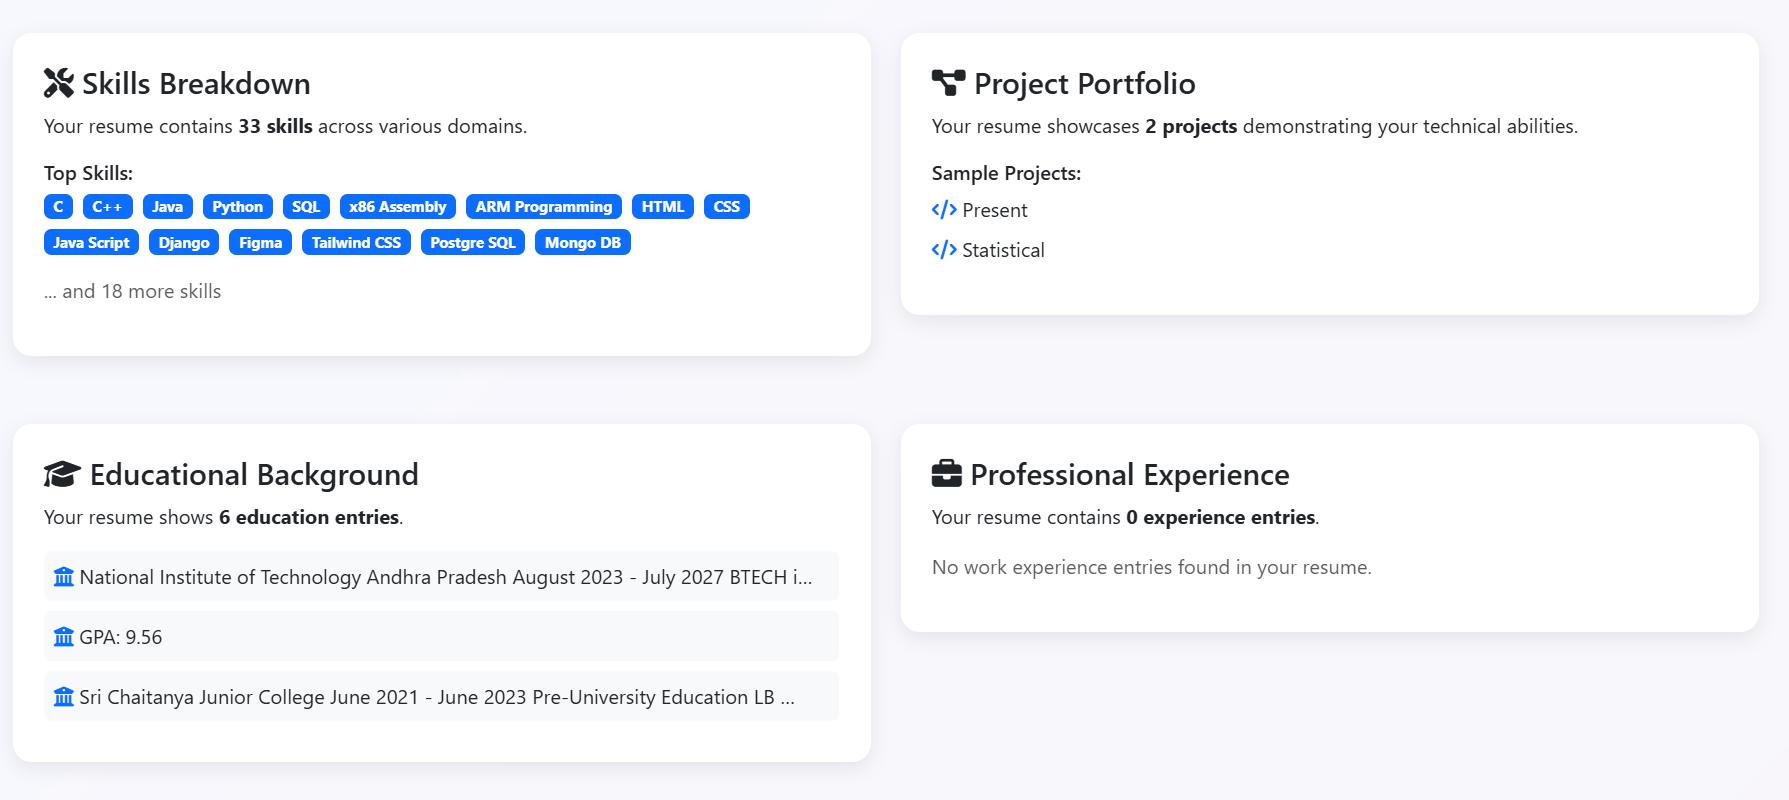 Skills Breakdown
Your resume contains 33 skills across various domains.
Top Skills:
C C++ Java Python SQL x86 Assembly ARM Programming HTML CSS
Java Script Django Figma Tailwind CSS Postgre SQL Mongo DB
... and 18 more skills
Project Portfolio
Your resume showcases 2 projects demonstrating your technical abilities.
Sample Projects:
Present
Statistical
Educational Background
Your resume shows 6 education entries.
National Institute of Technology Andhra Pradesh August 2023 - July 2027 BTECH i...
GPA: 9.56
Sri Chaitanya Junior College June 2021 - June 2023 Pre-University Education LB ...
Professional Experience
Your resume contains 0 experience entries.
No work experience entries found in your resume.